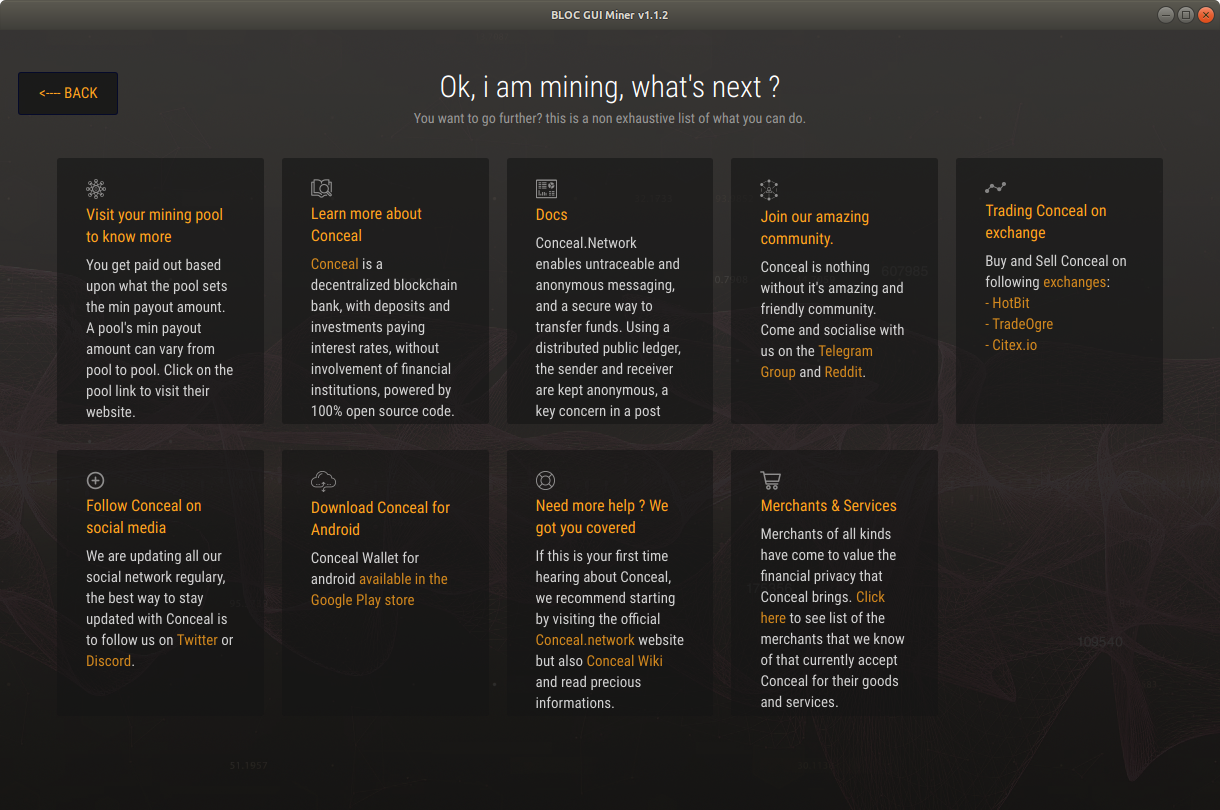 BLOC GUI Miner v1.1.2
<---- BACK
Ok, i am mining, what's next ?
You want to go further? this is a non exhaustive list of what you can do.
Visit your mining pool
to know more
You get paid out based
upon what the pool sets
the min payout amount.
A pool's min payout
amount can vary from
pool to pool. Click on the
pool link to visit their
website.
Learn more about
Conceal
Conceal is a
decentralized blockchain
bank, with deposits and
investments paying
interest rates, without
involvement of financial
institutions, powered by
100% open source code.
Docs
Conceal.Network
enables untraceable and
anonymous messaging,
and a secure way to
transfer funds. Using a
distributed public ledger,
the sender and receiver
are kept anonymous, a
key concern in a post
Join our amazing
community.
Conceal is nothing
without it's amazing and
friendly community.
Come and socialise with
us on the Telegram
Group and Reddit.
607985
Trading Conceal on
exchange
Buy and Sell Conceal on
following exchanges:
- HotBit
- TradeOgre
- Citex.io
Follow Conceal on
social media
We are updating all our
social network regulary,
the best way to stay
updated with Conceal is
to follow us on Twitter or
Discord.
Download Conceal for
Android
Conceal Wallet for
android available in the
Google Play store
Need more help ? We
got you covered
If this is your first time
hearing about Conceal,
we recommend starting
by visiting the official
Conceal.network website
but also Conceal Wiki
and read precious
informations.
Merchants & Services
Merchants of all kinds
have come to value the
financial privacy that
Conceal brings. Click
here to see list of the
merchants that we know
of that currently accept
Conceal for their goods
and services.
109540
51.1957